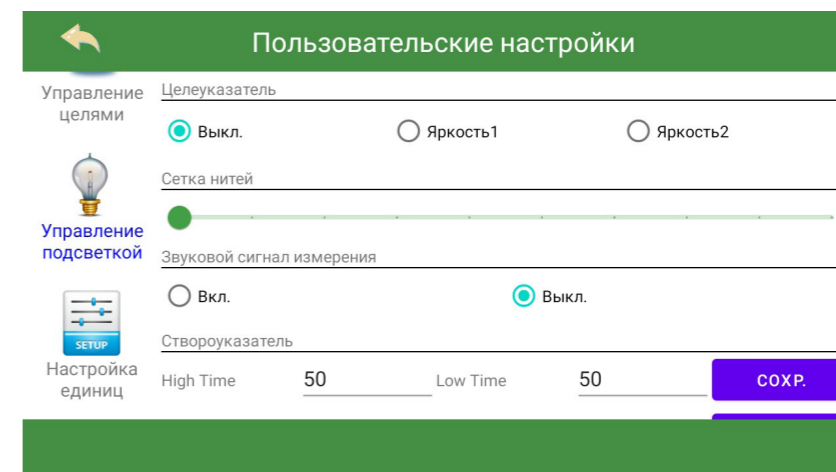 Пользовательские настройки
Управление
целями
Целеуказатель
Выкл. Яркость1 Яркость2
Сетка нитей
Управление
подсветкой
Звуковой сигнал измерения
Вкл. Выкл.
SETUP
Створоуказатель
Настройка
единиц
High Time 50 Low Time 50 СОХР.